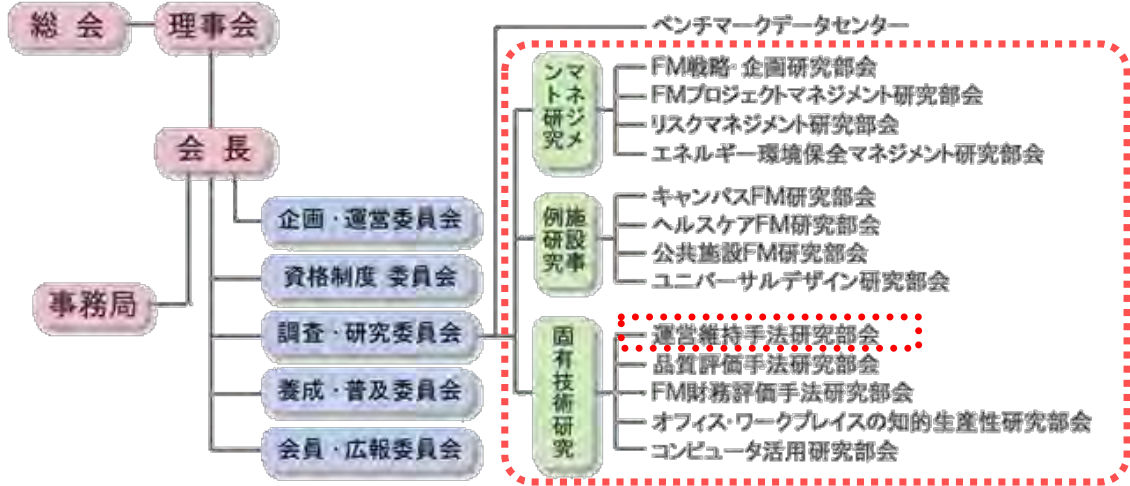 総 会
理事会
会 長
事務局
企画・運営委員会
資格制度 委員会
調査・研究委員会
養成・普及委員会
会員・広報委員会
ベンチマークデータセンター
マネジメント研究
FM戦略・企画研究部会
FMプロジェクトマネジメント研究部会
リスクマネジメント研究部会
エネルギー環境保全マネジメント研究部会
施設事例研究
キャンパスFM研究部会
ヘルスケアFM研究部会
公共施設FM研究部会
ユニバーサルデザイン研究部会
固有技術研究
運営維持手法研究部会
品質評価手法研究部会
FM財務評価手法研究部会
オフィス・ワークプレイスの知的生産性研究部会
コンピュータ活用研究部会